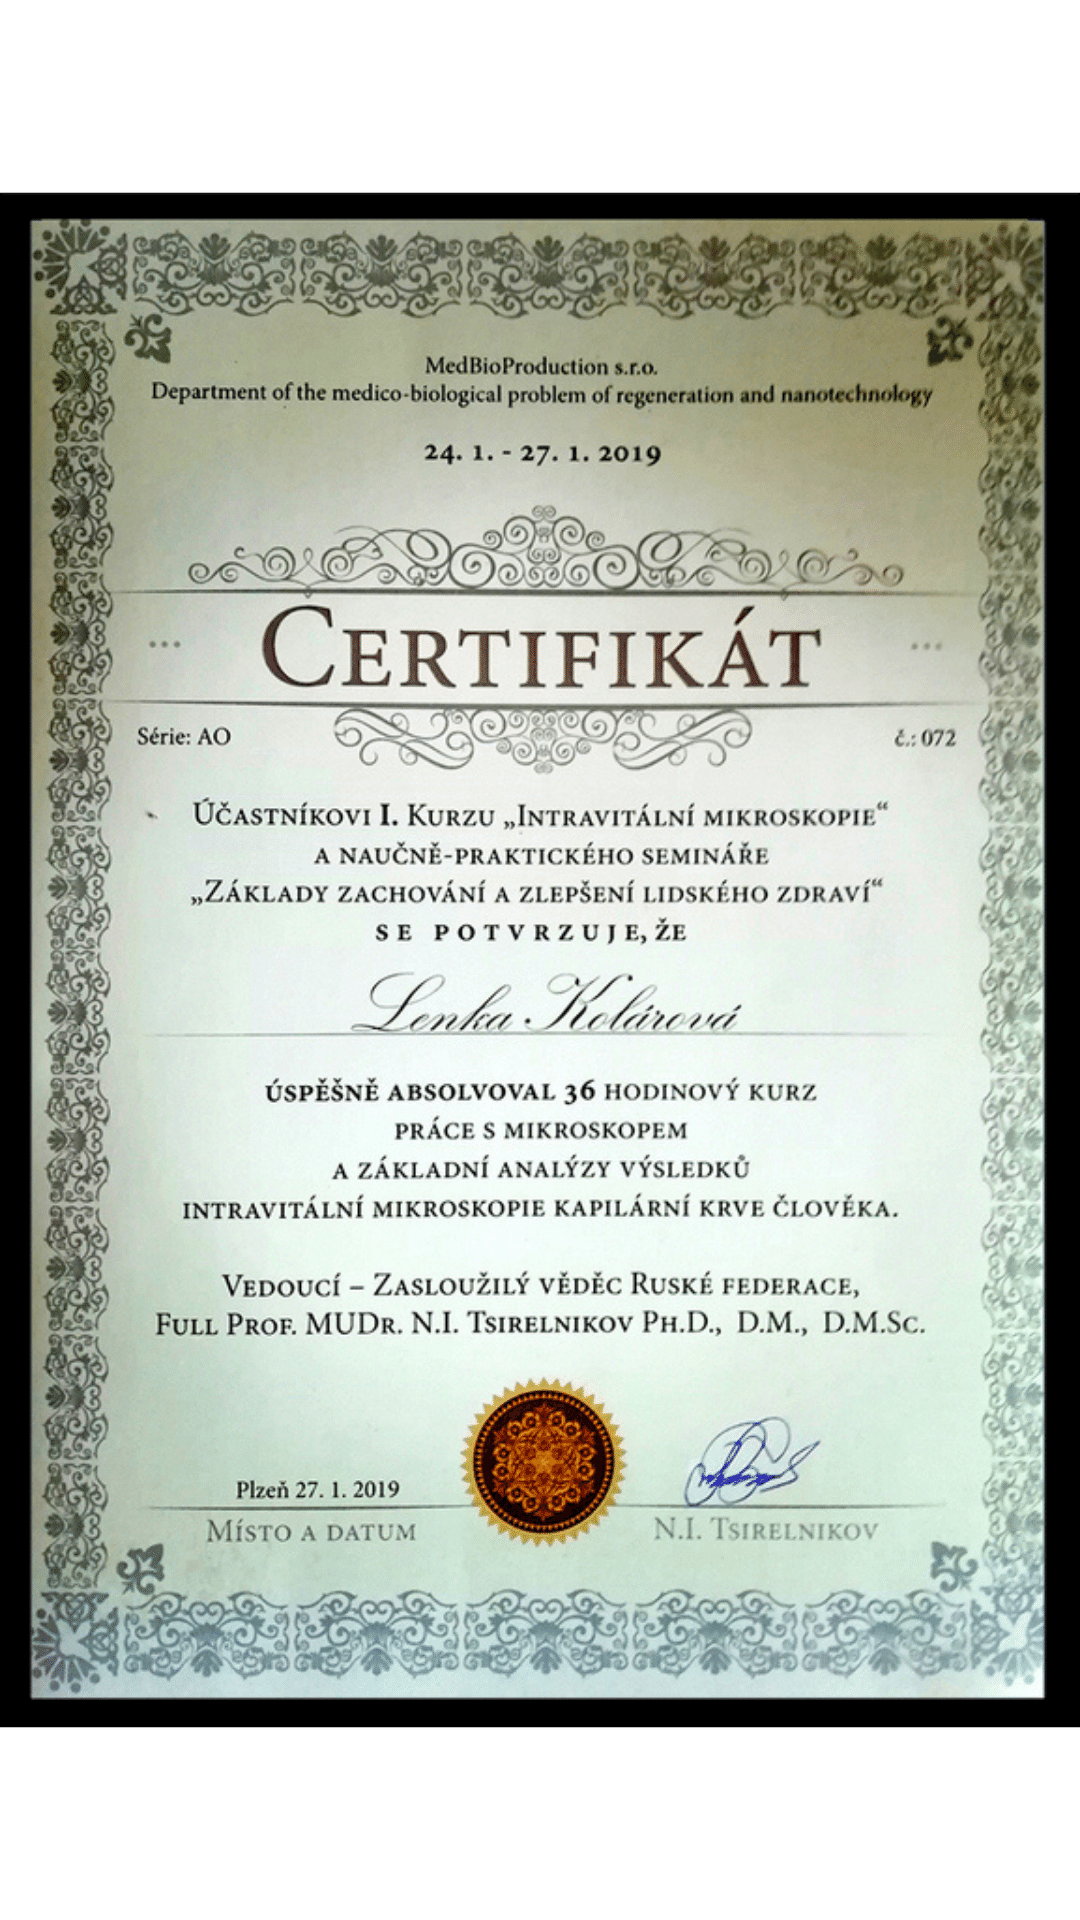 MedBioProduction s.r.o.
Department of the medico-biological problem of regeneration and nanotechnology
24. 1. - 27. 1. 2019
CERTIFIKÁT
Série: AO
č.: 072
ÚČASTNÍKOVI I. KURZU „INTRAVITÁLNÍ MIKROSKOPIE“
A NAUČNĚ-PRAKTICKÉHO SEMINÁŘE
„ZÁKLADY ZACHOVÁNÍ A ZLEPŠENÍ LIDSKÉHO ZDRAVÍ“
SE POTVRZUJE, ŽE
Lenka Kolárová
ÚSPĚŠNĚ ABSOLVOVAL 36 HODINOVÝ KURZ
PRÁCE S MIKROSKOPEM
A ZÁKLADNÍ ANALÝZY VÝSLEDKŮ
INTRAVITÁLNÍ MIKROSKOPIE KAPILÁRNÍ KRVE ČLOVĚKA.
VEDOUCÍ – ZASLOUŽILÝ VĚDĚC RUSKÉ FEDERACE,
FULL PROF. MUDR. N.I. TSIRELNIKOV PH.D., D.M., D.M.SC.
Plzeň 27. 1. 2019
MÍSTO A DATUM
N.I. TSIRELNIKOV